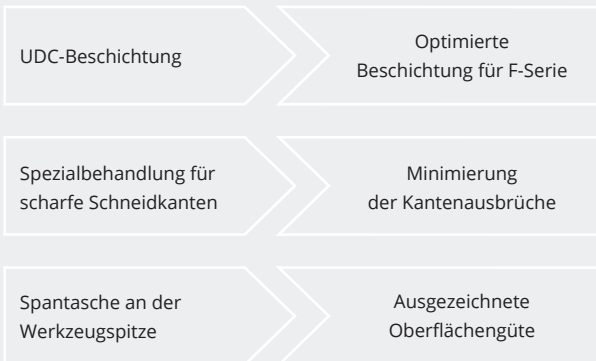 UDC-Beschichtung
Optimierte
Beschichtung für F-Serie
Spezialbehandlung für
scharfe Schneidkanten
Minimierung
der Kantenausbrüche
Spantasche an der
Werkzeugspitze
Ausgezeichnete
Oberflächengüte